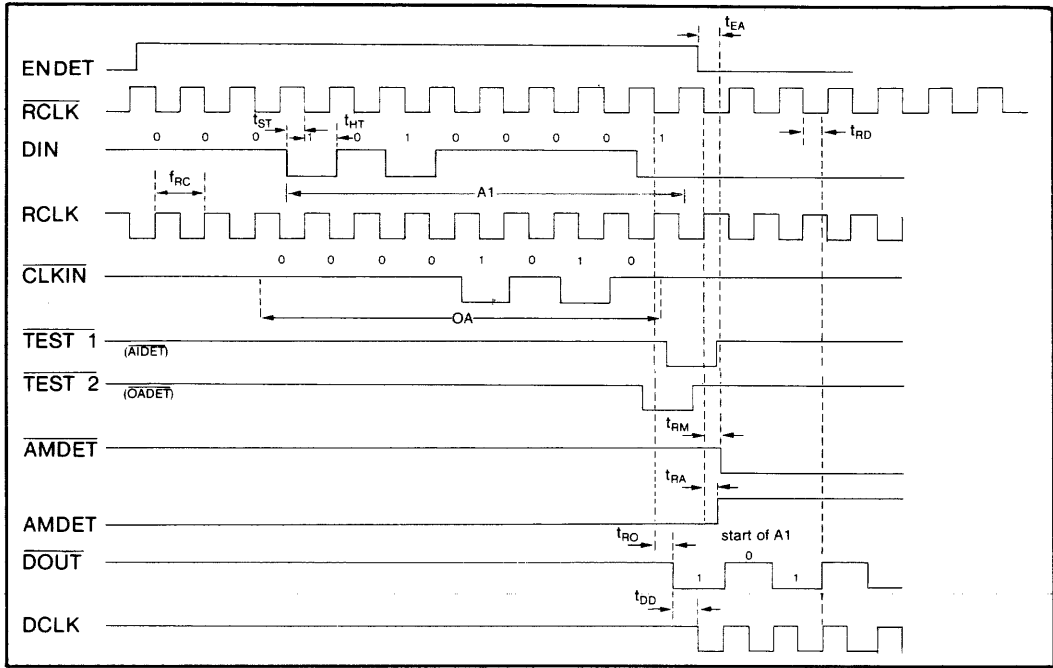 t_EA
ENDET
RCLK
t_ST
t_HT
0 0 0 1 0 1 0 0 0 0 1
t_RD
DIN
f_RC
A1
RCLK
0 0 0 0 1 0 1 0
CLKIN
OA
TEST 1
(AIDET)
TEST 2
(OADET)
t_RM
AMDET
t_RA
AMDET
t_RO
start of A1
DOUT
1 0 1
t_DD
DCLK